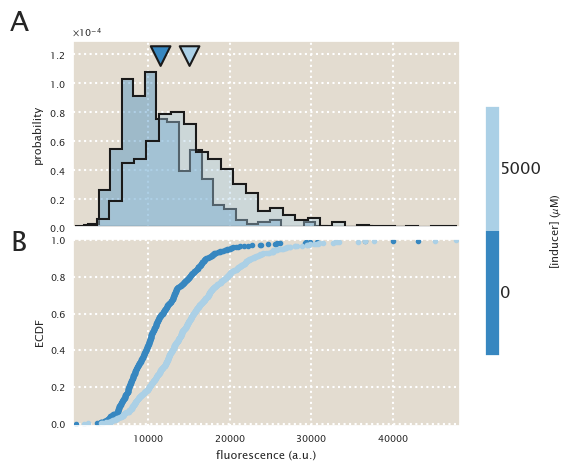 A
×10⁻⁴
1.2
1.0
0.8
0.6
0.4
0.2
0.0
probability
B
1.0
0.8
0.6
0.4
0.2
0.0
ECDF
10000 20000 30000 40000
fluorescence (a.u.)
5000
0
[inducer] (μM)